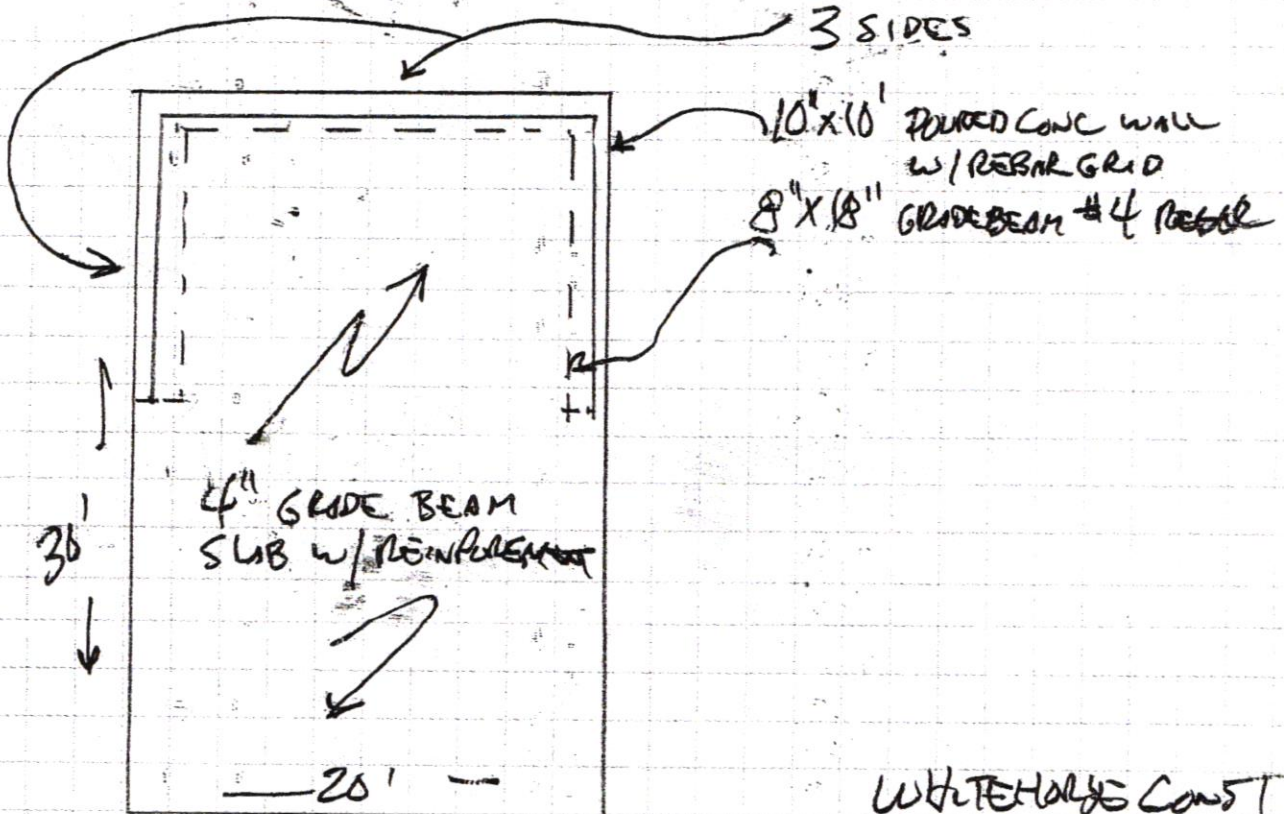 3 SIDES
10"x10' POURED CONC WALL
W/REBAR GRID
8"X18" GRADEBEAM #4 REBAR
4" GRADE BEAM
SLAB W/REINFOREMENT
30'
20'
WHITEHORSE CONST